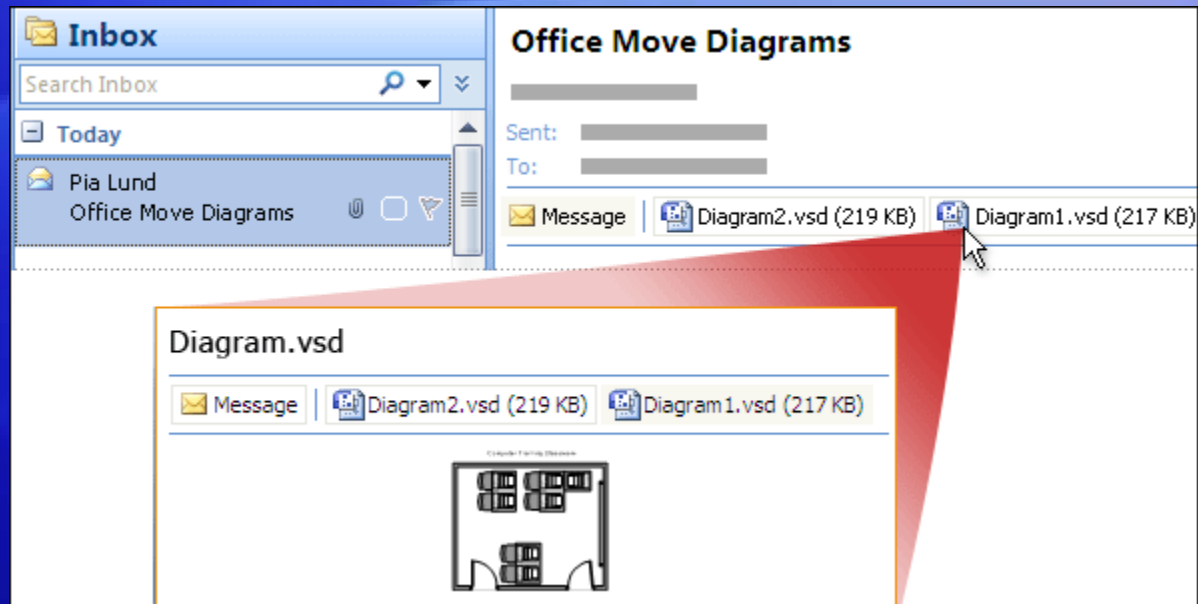 Inbox
Search Inbox
Today
Pia Lund
Office Move Diagrams
Office Move Diagrams
Sent:
To:
Message
Diagram2.vsd (219 KB)
Diagram1.vsd (217 KB)
Diagram.vsd
Message
Diagram2.vsd (219 KB)
Diagram1.vsd (217 KB)